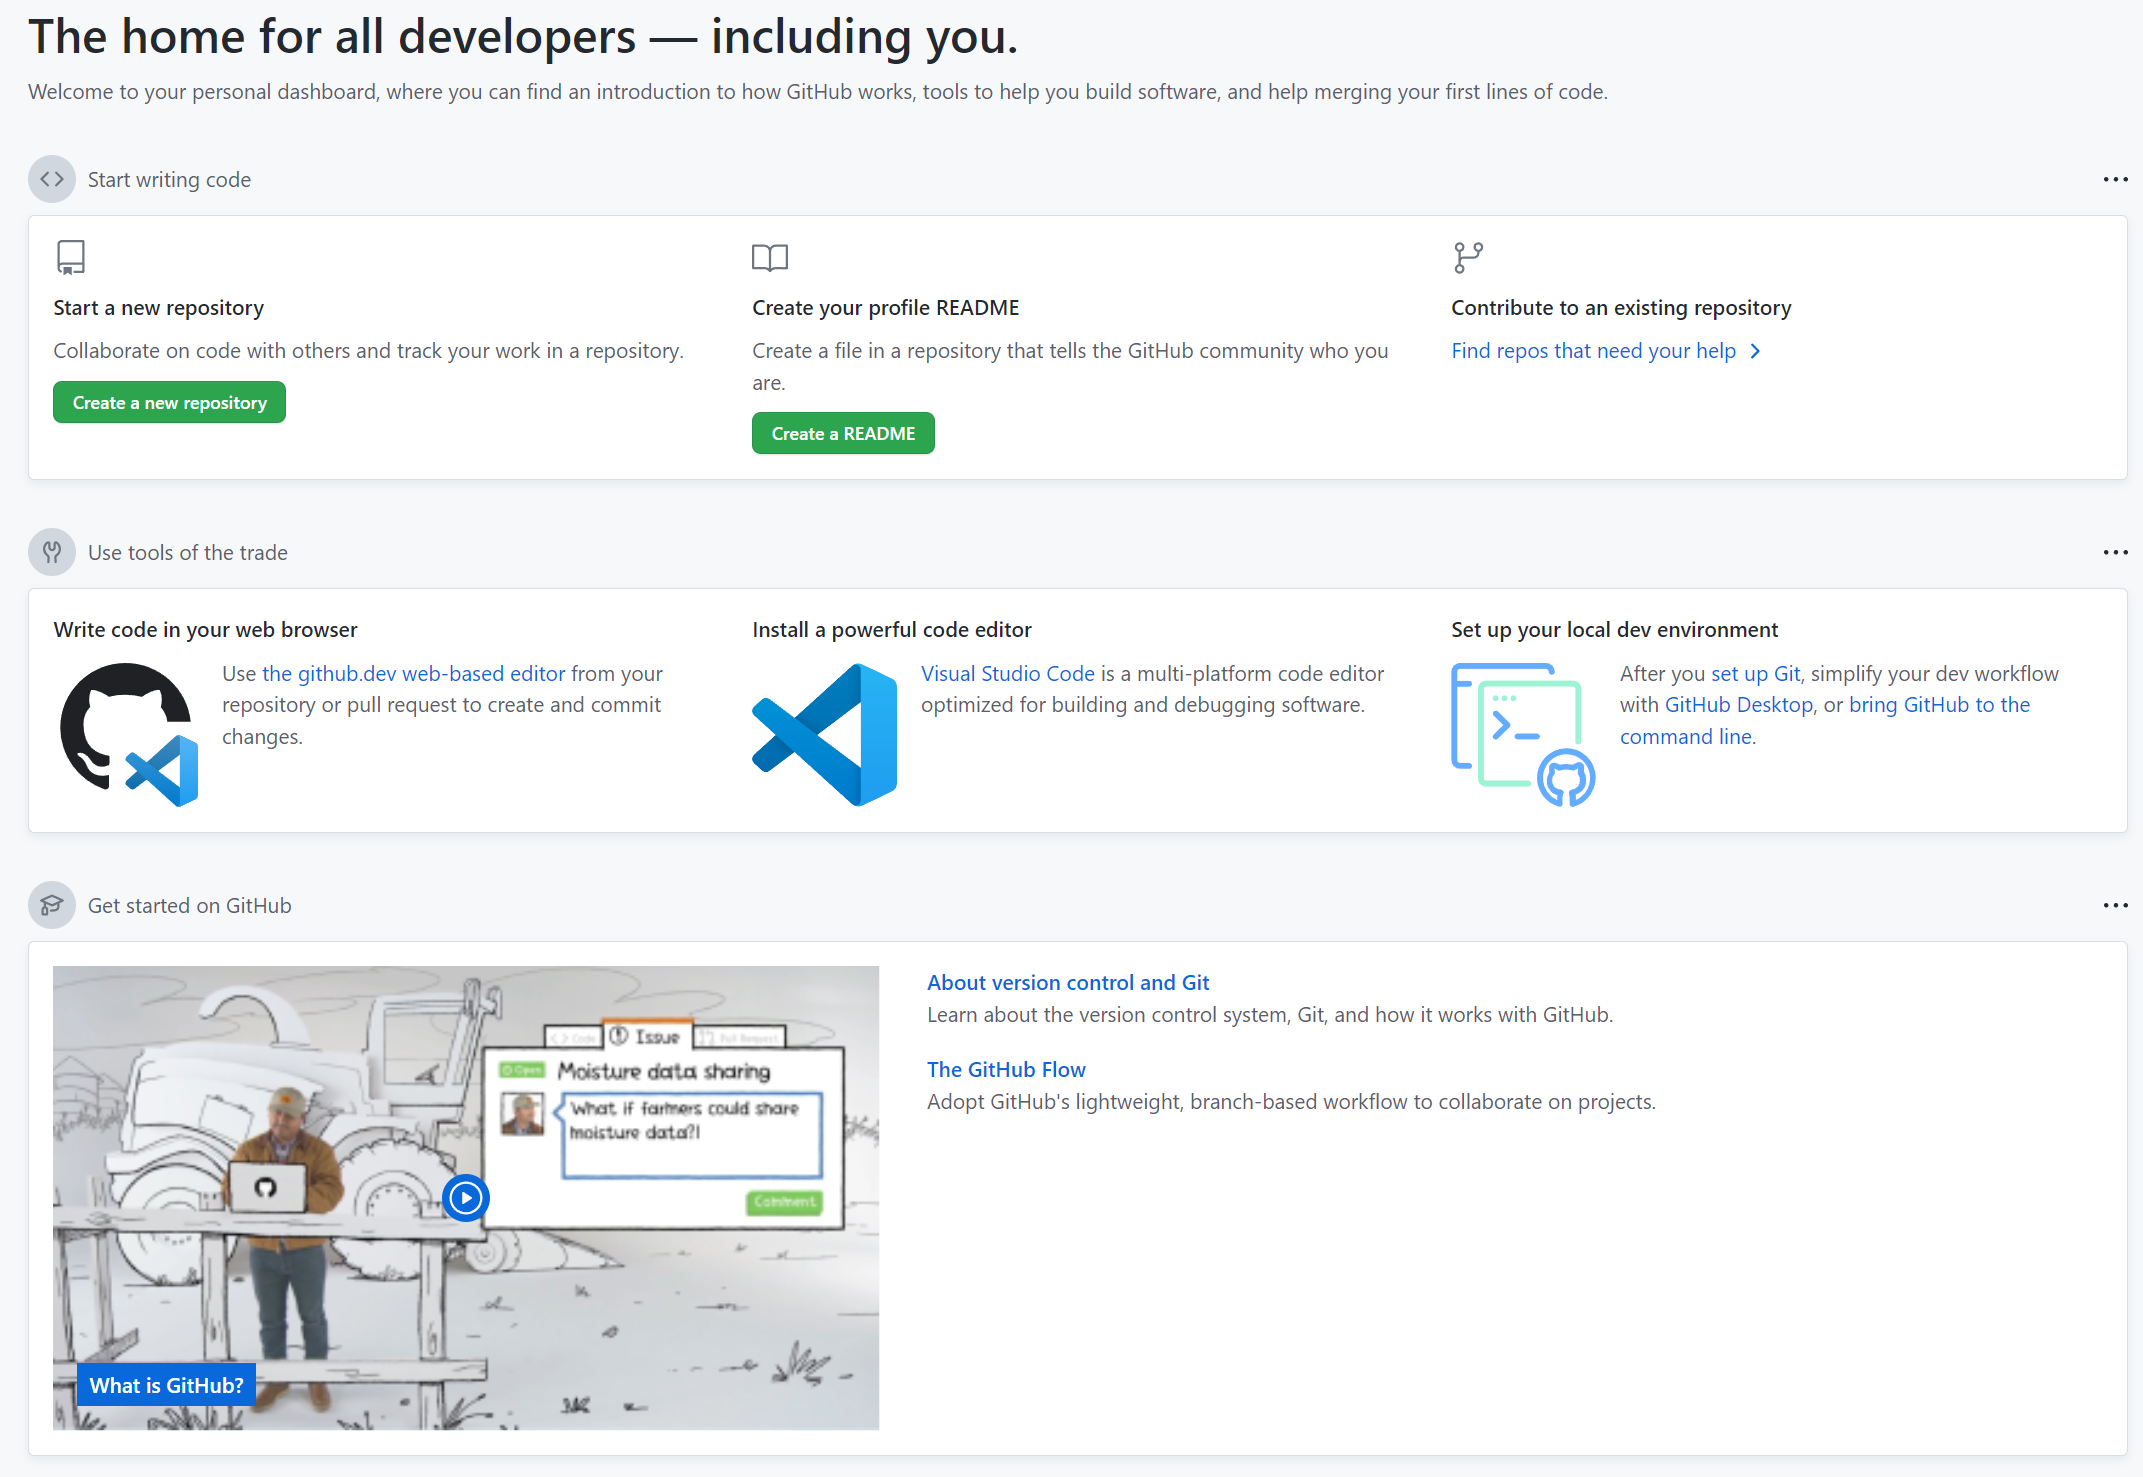 The home for all developers — including you.
Welcome to your personal dashboard, where you can find an introduction to how GitHub works, tools to help you build software, and help merging your first lines of code.
Start writing code
Start a new repository
Collaborate on code with others and track your work in a repository.
Create a new repository
Create your profile README
Create a file in a repository that tells the GitHub community who you
are.
Create a README
Contribute to an existing repository
Find repos that need your help
Use tools of the trade
Write code in your web browser
Use the github.dev web-based editor from your
repository or pull request to create and commit
changes.
Install a powerful code editor
Visual Studio Code is a multi-platform code editor
optimized for building and debugging software.
Set up your local dev environment
After you set up Git, simplify your dev workflow
with GitHub Desktop, or bring GitHub to the
command line.
Get started on GitHub
Code
Issue
Pull Request
Open
Moisture data sharing
What if farmers could share
moisture data?|
Comment
What is GitHub?
About version control and Git
Learn about the version control system, Git, and how it works with GitHub.
The GitHub Flow
Adopt GitHub's lightweight, branch-based workflow to collaborate on projects.